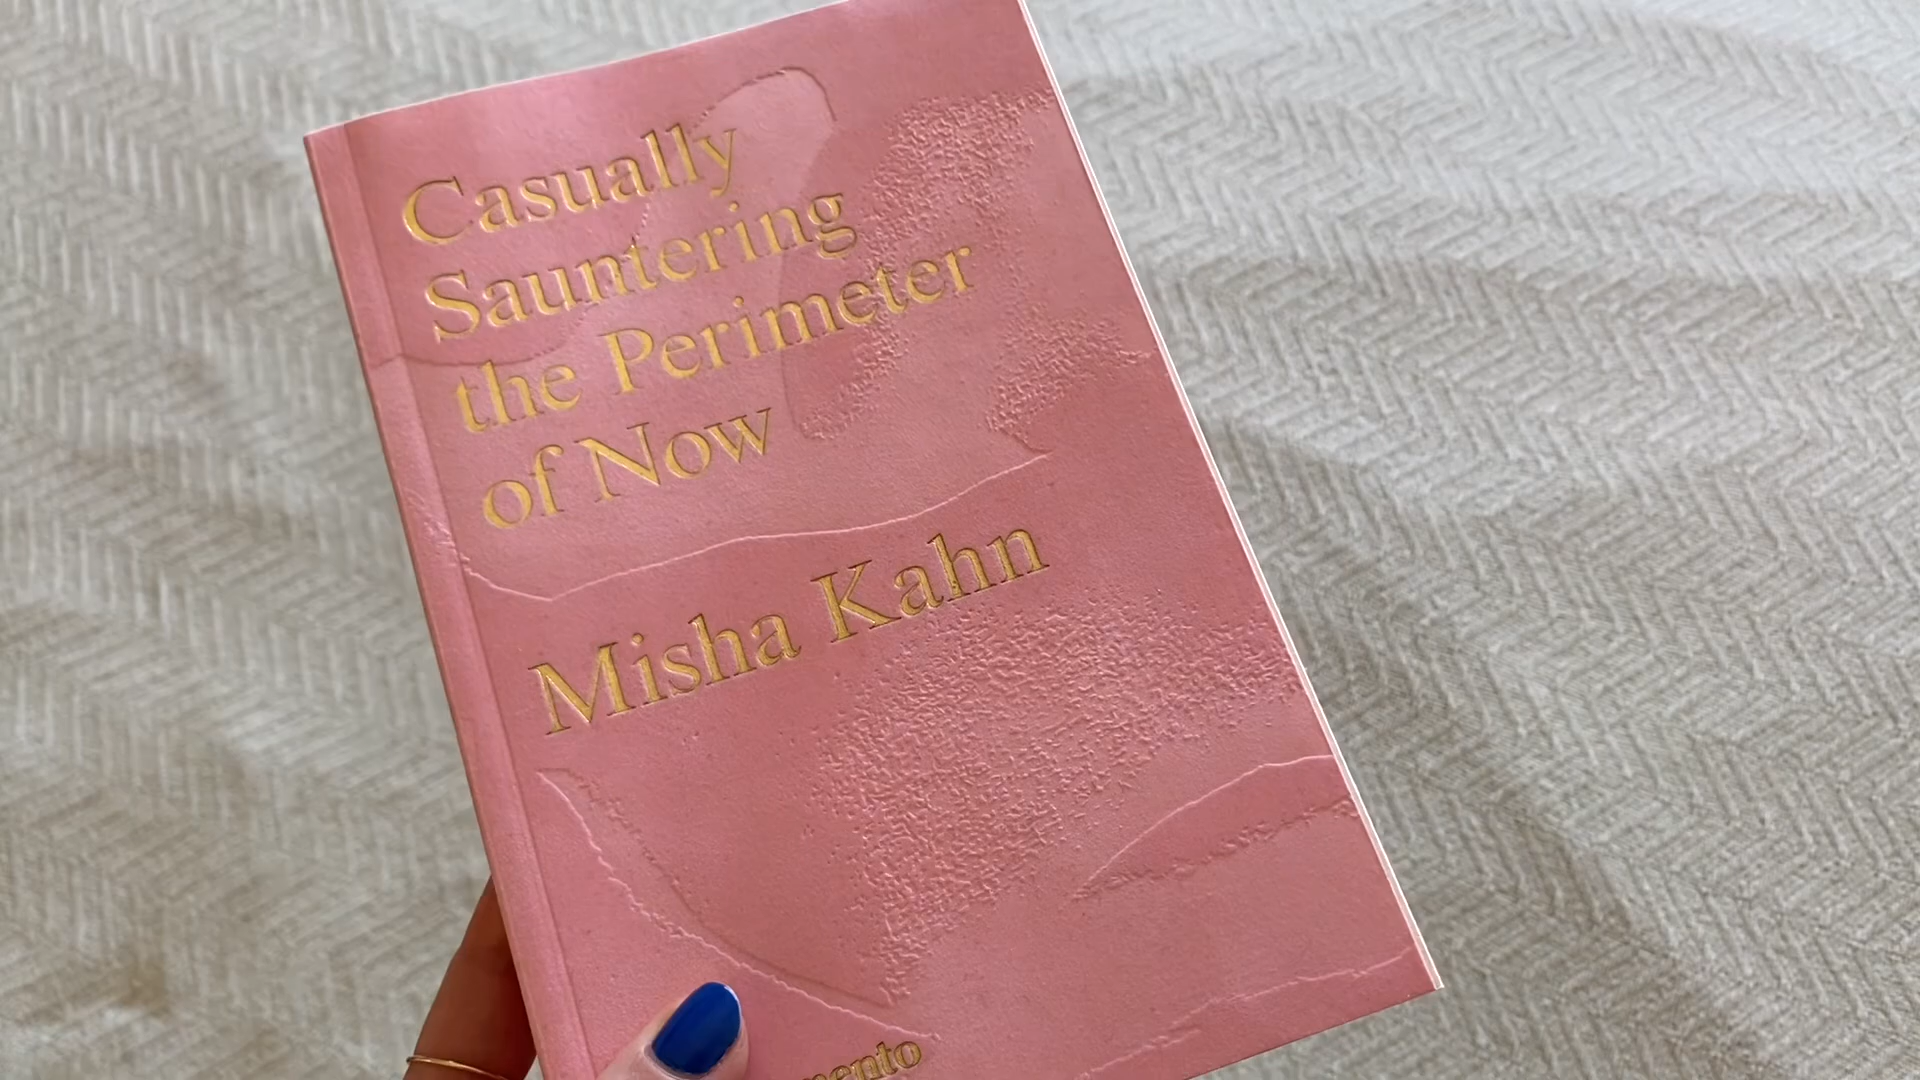 Casually
Sauntering
the Perimeter
of Now
Misha Kahn